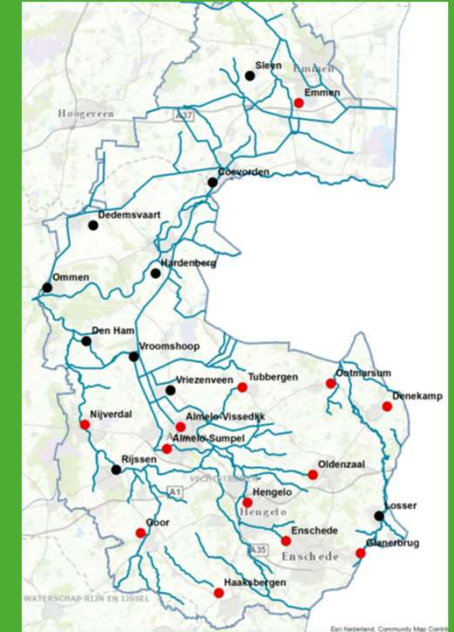 Sleen
Emmen
Emmen
Hoogeveen
A37
Coevorden
Dedemsvaart
Hardenberg
Ommen
Den Ham
Vroomshoop
Vriezenveen
Tubbergen
Ootmarsum
Denekamp
Nijverdal
Almelo-Vissedijk
Almelo-Sumpel
Rijssen
Oldenzaal
VECHTSTROMEN
A1
Hengelo
Hengelo
Losser
Goor
Enschede
A35
Enschede
Glanerbrug
Haaksbergen
WATERSCHAP RIJN EN IJSSEL
Esri Nederland, Community Map Contrib